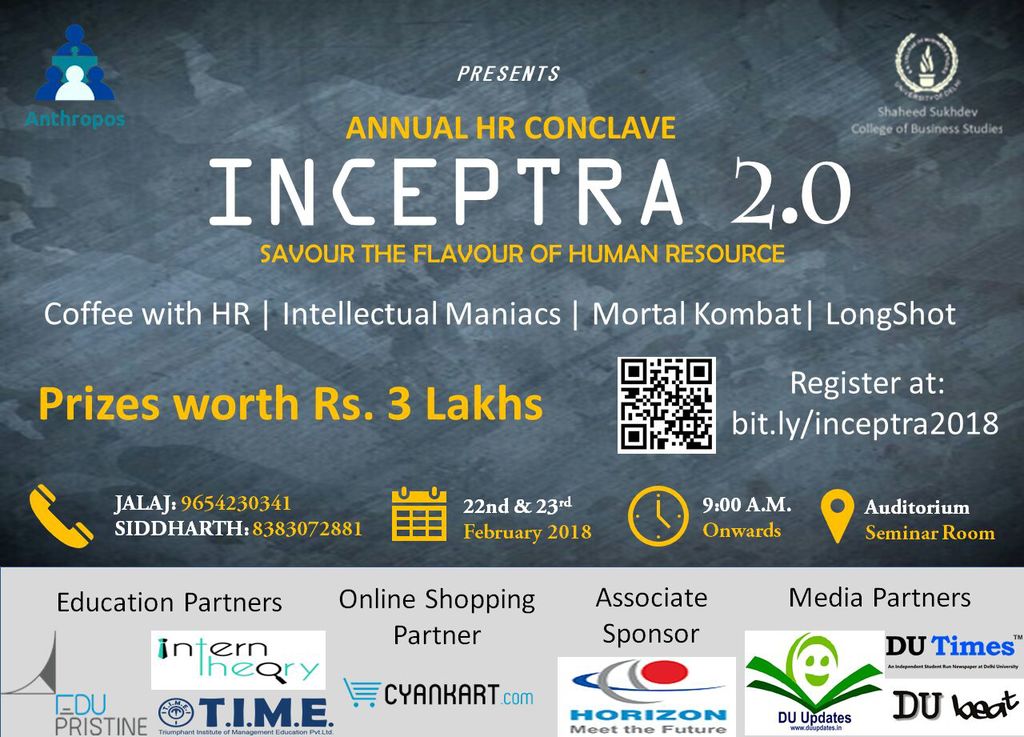 Anthropos
PRESENTS
Shaheed Sukhdev
College of Business Studies
ANNUAL HR CONCLAVE
INCEPTRA 2.0
SAVOUR THE FLAVOUR OF HUMAN RESOURCE
Coffee with HR | Intellectual Maniacs | Mortal Kombat| LongShot
Prizes worth Rs. 3 Lakhs
Register at:
bit.ly/inceptra2018
JALAJ: 9654230341
SIDDHARTH: 8383072881
22nd & 23rd
February 2018
9:00 A.M.
Onwards
Auditorium
Seminar Room
Education Partners
EDU
PRISTINE
intern
theory
T.I.M.E.
Triumphant Institute of Management Education Pvt.Ltd.
Online Shopping
Partner
CYANKART.com
Associate
Sponsor
HORIZON
Meet the Future
Media Partners
DU Updates
www.duupdates.in
DU Times™
An Independent Student Run Newspaper at Delhi University
DU beat